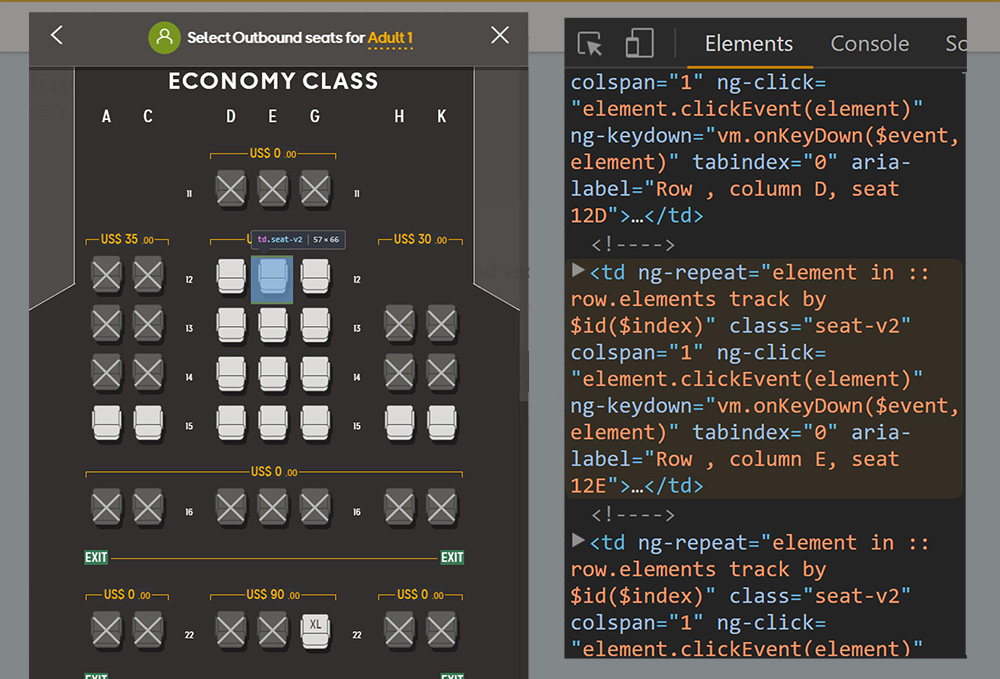 Select Outbound seats for Adult 1
ECONOMY CLASS
A C D E G H K
US$ 0 .00
11 11
US$ 35 .00 US$ 30 .00
td.seat-v2 57 × 66
12 12
13 13
14 14
15 15
US$ 0 .00
16 16
EXIT EXIT
US$ 0 .00 US$ 90 .00 US$ 0 .00
XL
22 22
EXIT EXIT
Elements Console So
colspan="1" ng-click=
"element.clickEvent(element)"
ng-keydown="vm.onKeyDown($event,
element)" tabindex="0" aria-
label="Row , column D, seat
12D">…</td>
<!---->
<td ng-repeat="element in ::
row.elements track by
$id($index)" class="seat-v2"
colspan="1" ng-click=
"element.clickEvent(element)"
ng-keydown="vm.onKeyDown($event,
element)" tabindex="0" aria-
label="Row , column E, seat
12E">…</td>
<!---->
<td ng-repeat="element in ::
row.elements track by
$id($index)" class="seat-v2"
colspan="1" ng-click=
"element.clickEvent(element)"